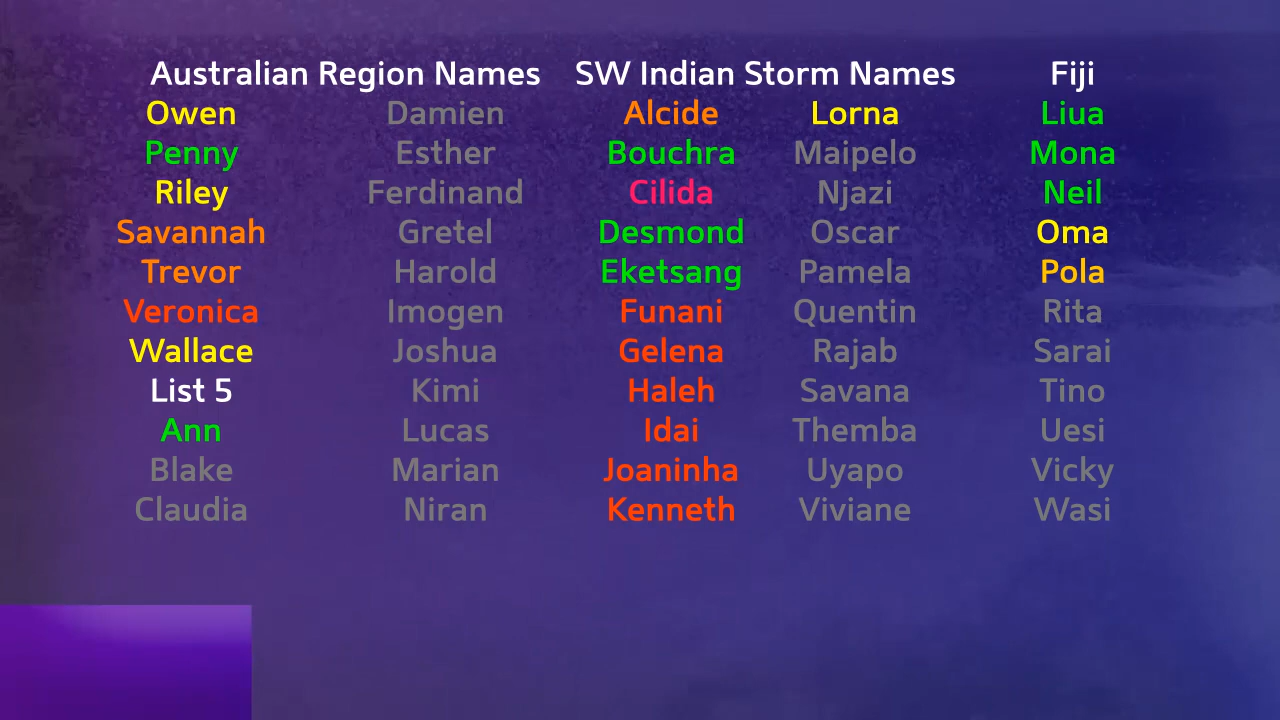 Australian Region Names SW Indian Storm Names Fiji
Owen Damien Alcide Lorna Liua
Penny Esther Bouchra Maipelo Mona
Riley Ferdinand Cilida Njazi Neil
Savannah Gretel Desmond Oscar Oma
Trevor Harold Eketsang Pamela Pola
Veronica Imogen Funani Quentin Rita
Wallace Joshua Gelena Rajab Sarai
List 5 Kimi Haleh Savana Tino
Ann Lucas Idai Themba Uesi
Blake Marian Joaninha Uyapo Vicky
Claudia Niran Kenneth Viviane Wasi